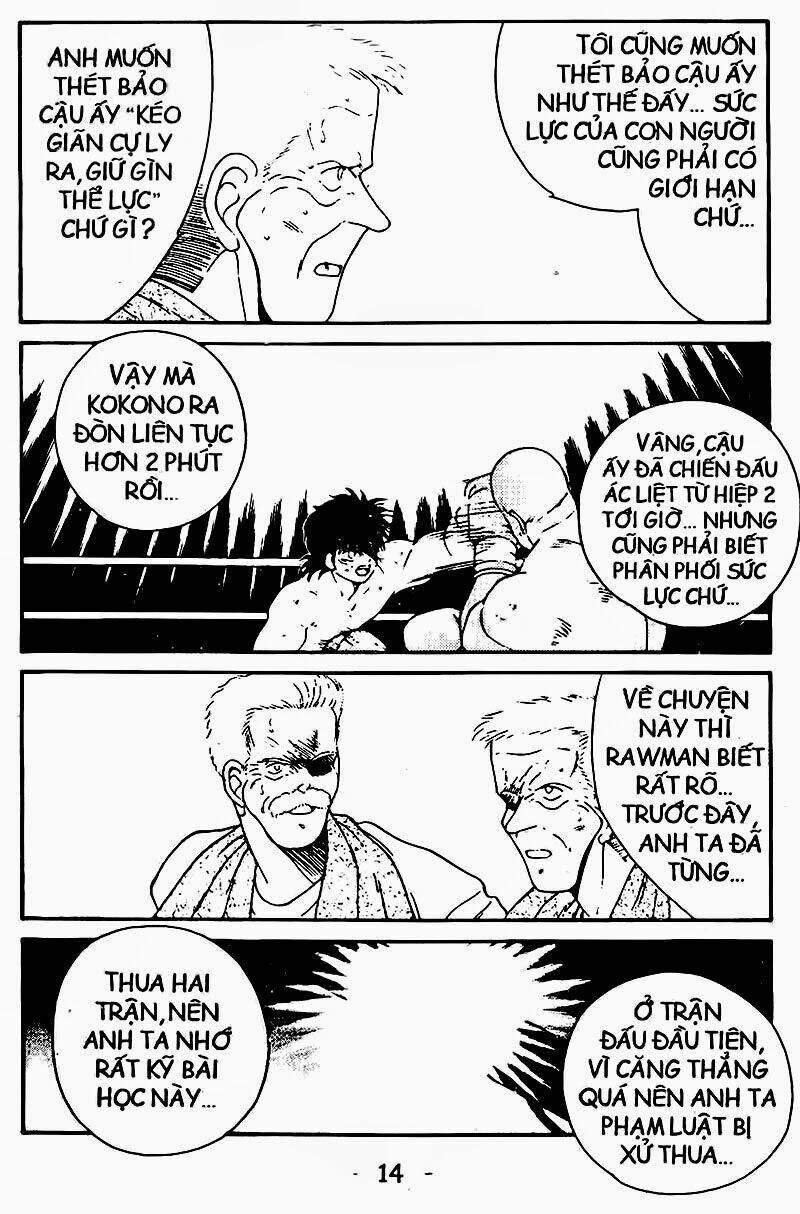 ANH MUỐN
THÉT BẢO
CẬU ẤY "KÉO
GIÃN CỰ LY
RA, GIỮ GÌN
THỂ LỰC"
CHỨ GÌ?
TÔI CŨNG MUỐN
THÉT BẢO CẬU ẤY
NHƯ THẾ ĐẤY... SỨC
LỰC CỦA CON NGƯỜI
CŨNG PHẢI CÓ
GIỚI HẠN
CHỨ...
VẬY MÀ
KOKONO RA
ĐÒN LIÊN TỤC
HƠN 2 PHÚT
RỒI...
VÂNG, CẬU
ẤY ĐÃ CHIẾN ĐẤU
ÁC LIỆT TỪ HIỆP 2
TỚI GIỜ... NHƯNG
CŨNG PHẢI BIẾT
PHÂN PHỐI SỨC
LỰC CHỨ...
VỀ CHUYỆN
NÀY THÌ
RAWMAN BIẾT
RẤT RÕ...
TRƯỚC ĐÂY,
ANH TA ĐÃ
TỪNG...
THUA HAI
TRẬN, NÊN
ANH TA NHỚ
RẤT KỸ BÀI
HỌC NÀY...
Ở TRẬN
ĐẤU ĐẦU TIÊN,
VÌ CĂNG THẲNG
QUÁ NÊN ANH TA
PHẠM LUẬT BỊ
XỬ THUA...
- 14 -